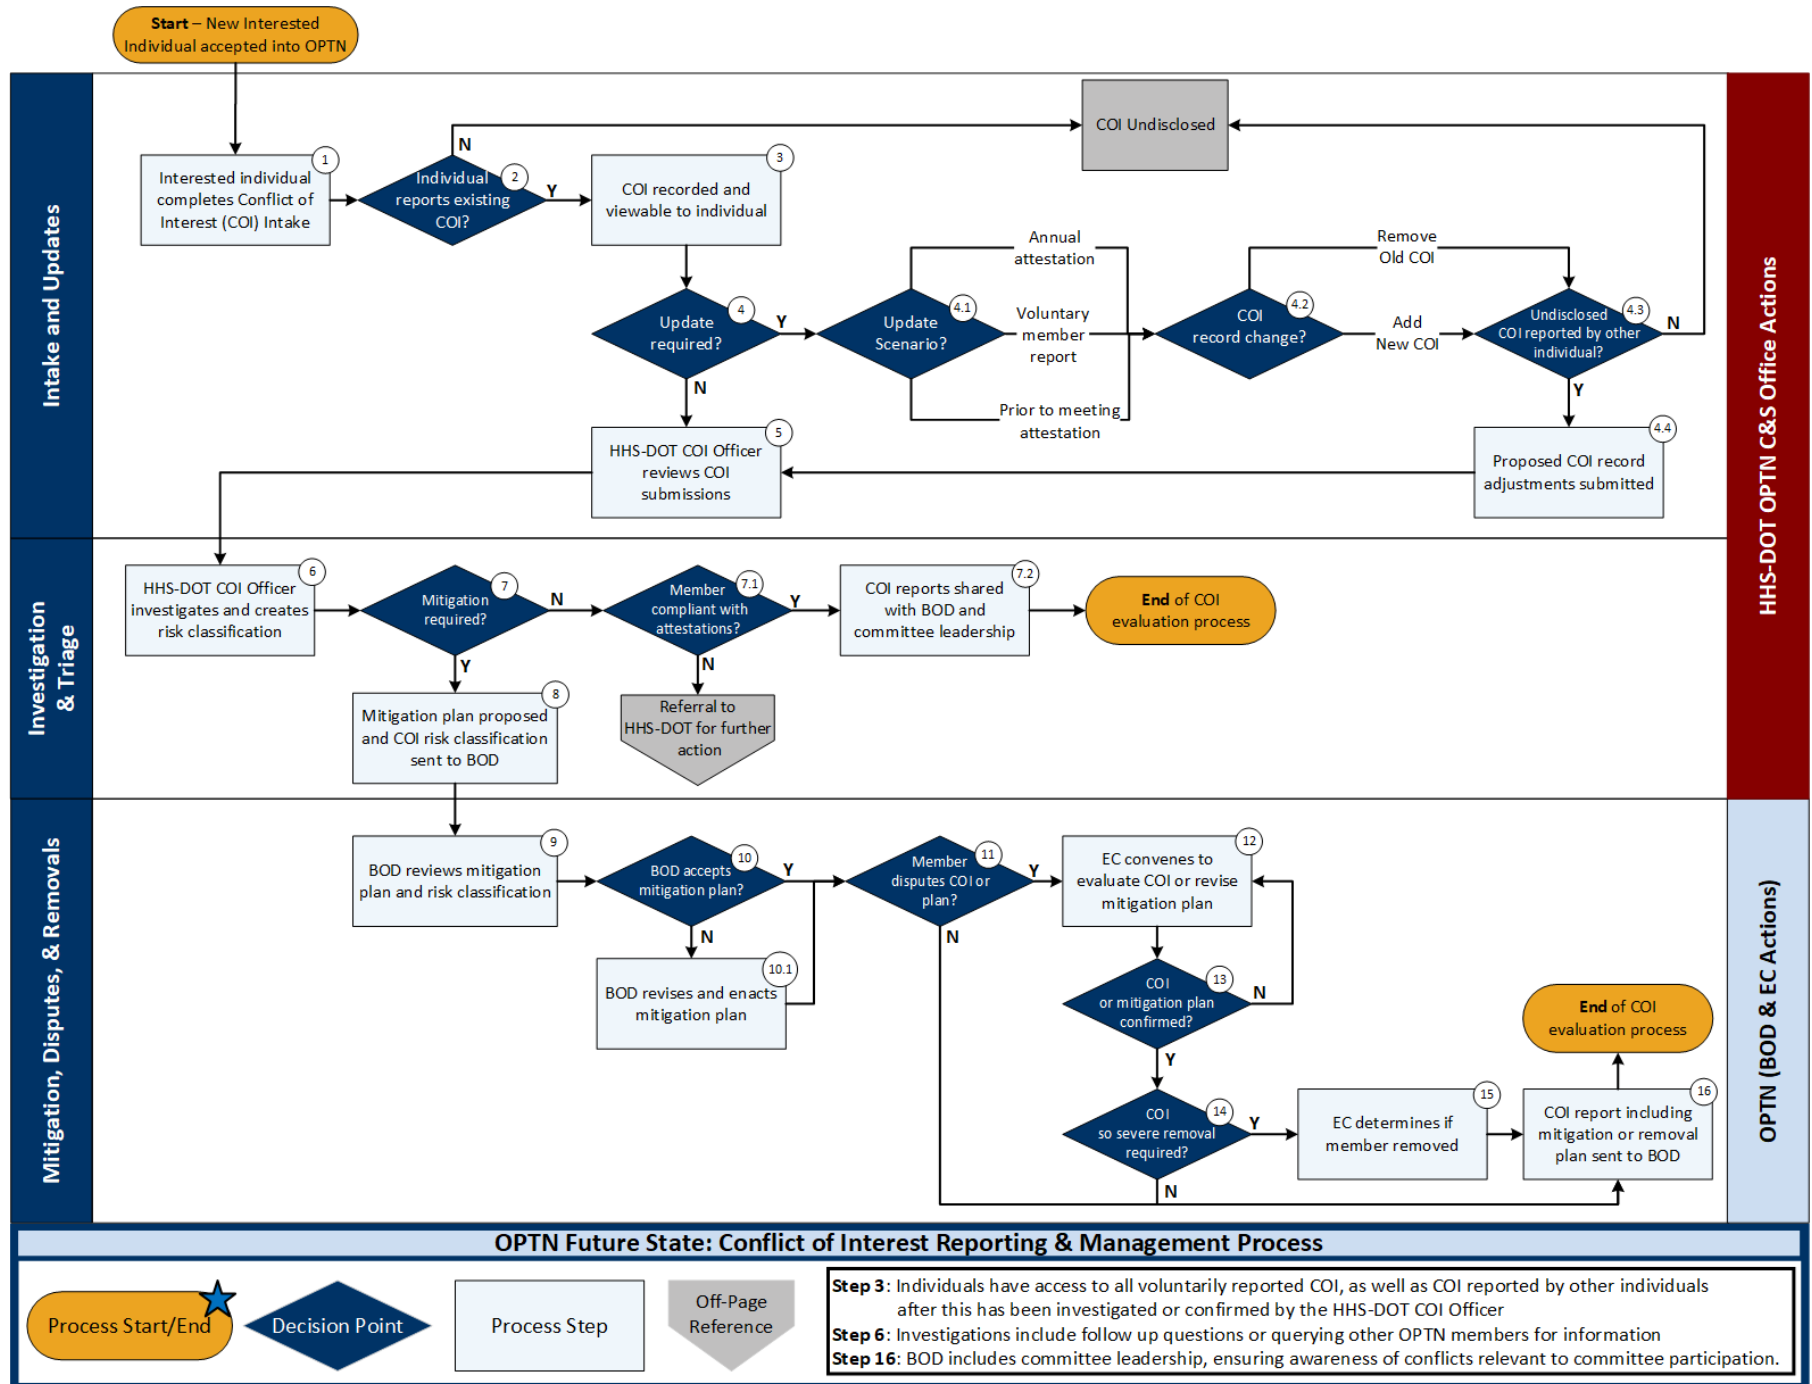 Start – New Interested
Individual accepted into OPTN
Intake and Updates
HHS-DOT OPTN C&S Office Actions
COI Undisclosed
N
1
Interested individual
completes Conflict of
Interest (COI) Intake
2
Individual
reports existing
COI?
Y
3
COI recorded and
viewable to individual
4
Update
required?
Y
N
4.1
Update
Scenario?
Annual
attestation
Voluntary
member
report
Prior to meeting
attestation
4.2
COI
record change?
Remove
Old COI
Add
New COI
4.3
Undisclosed
COI reported by other
individual?
N
Y
4.4
Proposed COI record
adjustments submitted
5
HHS-DOT COI Officer
reviews COI
submissions
Investigation
& Triage
6
HHS-DOT COI Officer
investigates and creates
risk classification
7
Mitigation
required?
N
Y
7.1
Member
compliant with
attestations?
Y
N
7.2
COI reports shared
with BOD and
committee leadership
End of COI
evaluation process
Referral to
HHS-DOT for further
action
8
Mitigation plan proposed
and COI risk classification
sent to BOD
Mitigation, Disputes, & Removals
OPTN (BOD & EC Actions)
9
BOD reviews mitigation
plan and risk classification
10
BOD accepts
mitigation plan?
Y
N
10.1
BOD revises and enacts
mitigation plan
11
Member
disputes COI or
plan?
Y
N
12
EC convenes to
evaluate COI or revise
mitigation plan
13
COI
or mitigation plan
confirmed?
N
Y
14
COI
so severe removal
required?
Y
N
15
EC determines if
member removed
16
COI report including
mitigation or removal
plan sent to BOD
End of COI
evaluation process
OPTN Future State: Conflict of Interest Reporting & Management Process
Process Start/End
Decision Point
Process Step
Off-Page
Reference
Step 3: Individuals have access to all voluntarily reported COI, as well as COI reported by other individuals
after this has been investigated or confirmed by the HHS-DOT COI Officer
Step 6: Investigations include follow up questions or querying other OPTN members for information
Step 16: BOD includes committee leadership, ensuring awareness of conflicts relevant to committee participation.